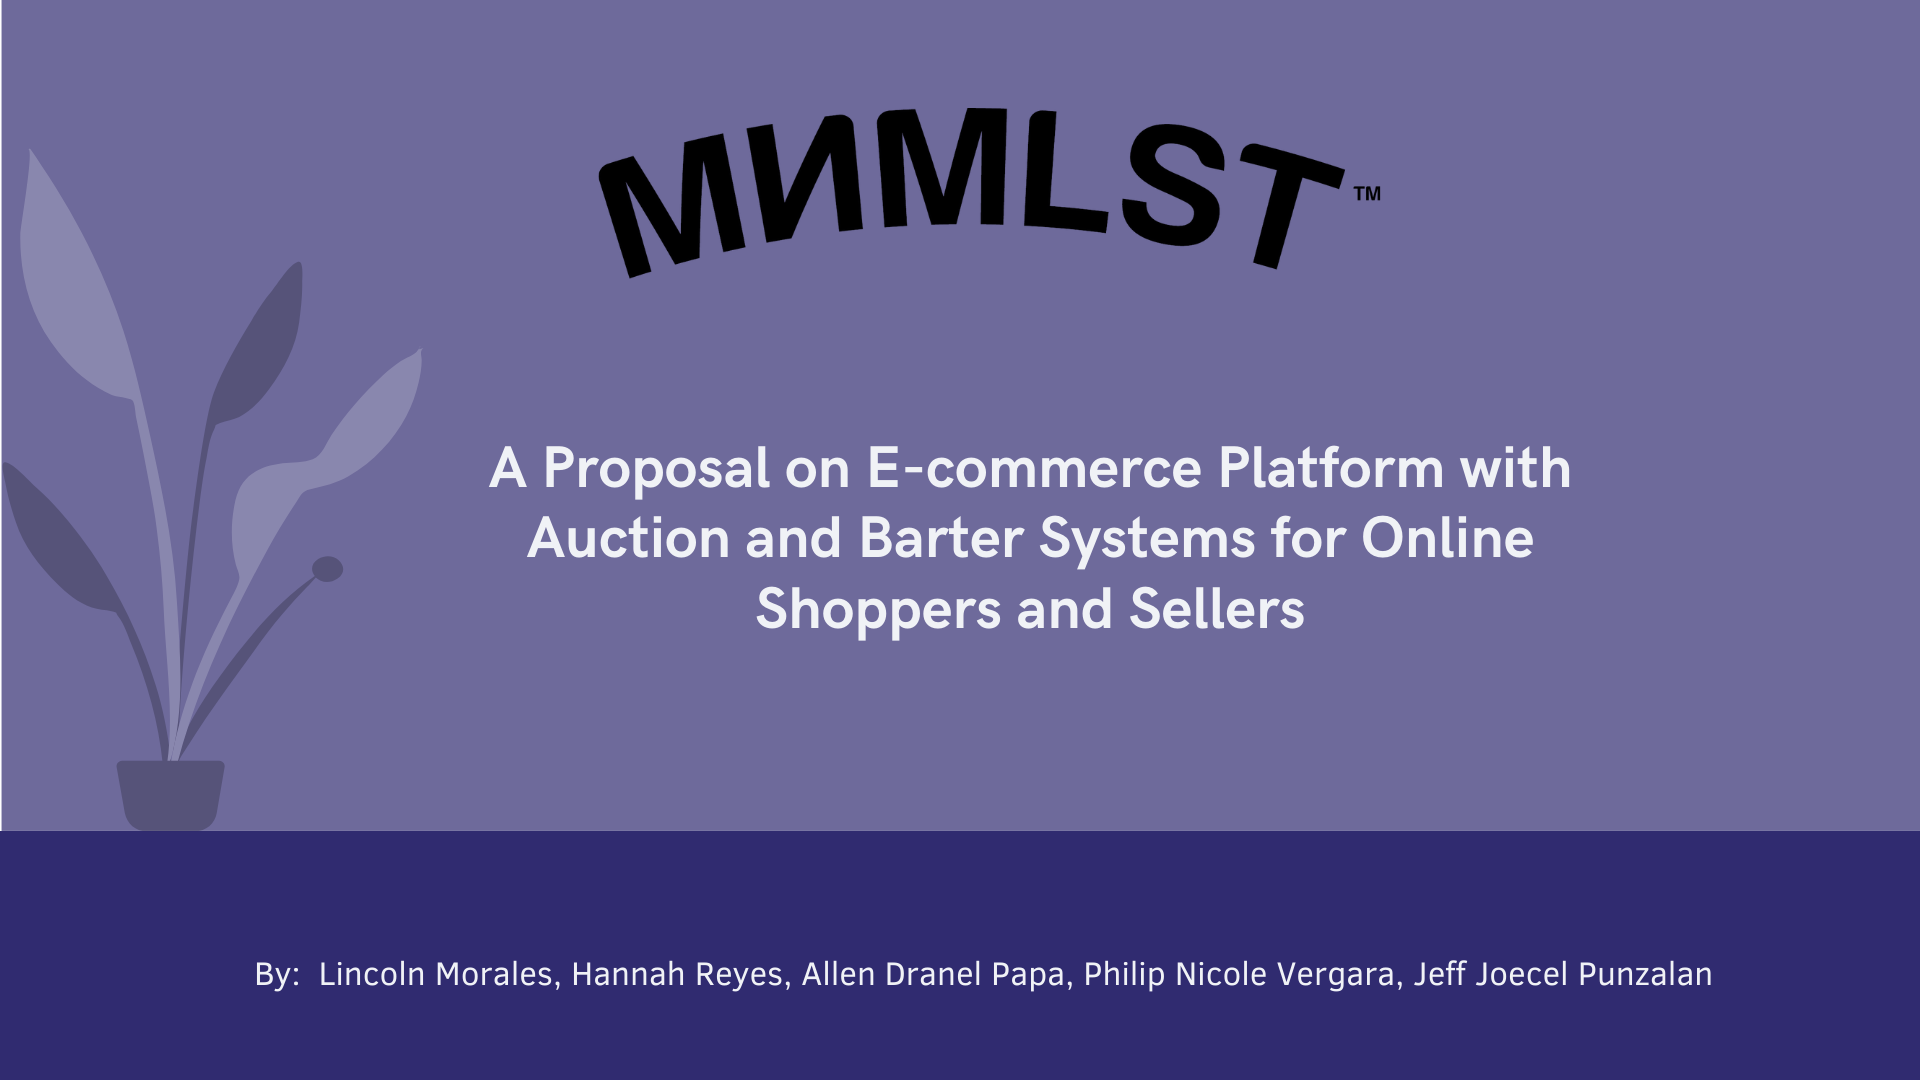 MИMLST™
A Proposal on E-commerce Platform with
Auction and Barter Systems for Online
Shoppers and Sellers
By: Lincoln Morales, Hannah Reyes, Allen Dranel Papa, Philip Nicole Vergara, Jeff Joecel Punzalan